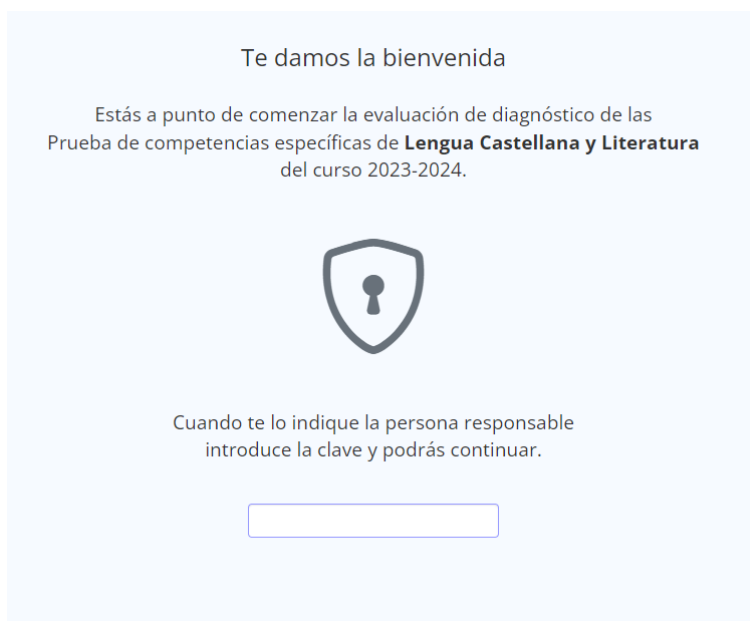 Te damos la bienvenida
Estás a punto de comenzar la evaluación de diagnóstico de las
Prueba de competencias específicas de Lengua Castellana y Literatura
del curso 2023-2024.
Cuando te lo indique la persona responsable
introduce la clave y podrás continuar.